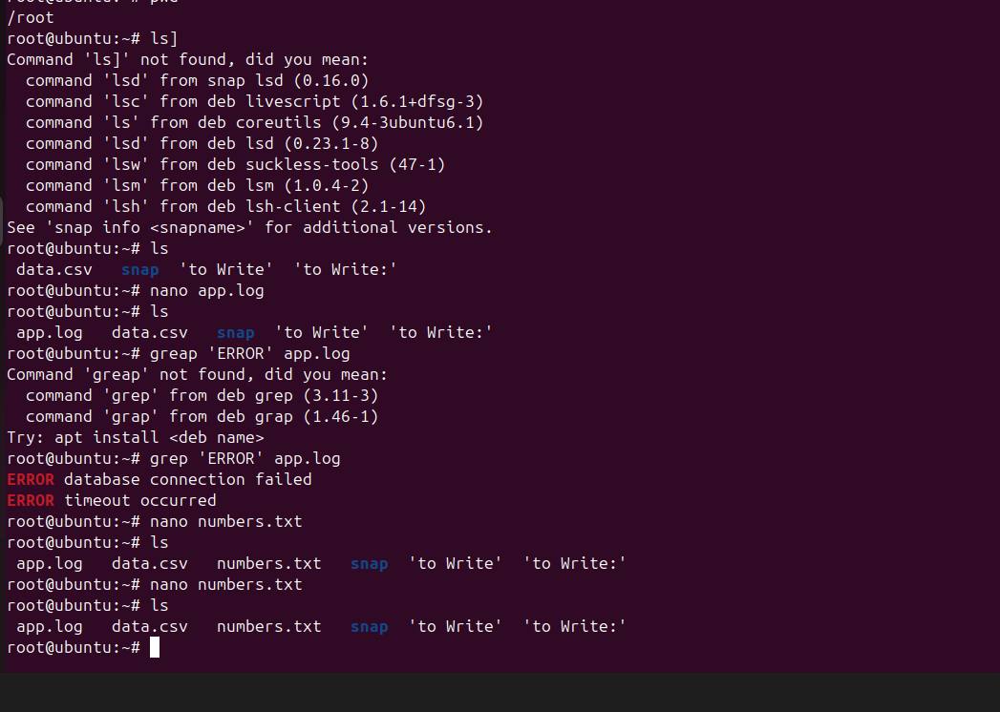 /root
root@ubuntu:~# ls]
Command 'ls]' not found, did you mean:
  command 'lsd' from snap lsd (0.16.0)
  command 'lsc' from deb livescript (1.6.1+dfsg-3)
  command 'ls' from deb coreutils (9.4-3ubuntu6.1)
  command 'lsd' from deb lsd (0.23.1-8)
  command 'lsw' from deb suckless-tools (47-1)
  command 'lsm' from deb lsm (1.0.4-2)
  command 'lsh' from deb lsh-client (2.1-14)
See 'snap info <snapname>' for additional versions.
root@ubuntu:~# ls
 data.csv   snap  'to Write'  'to Write:'
root@ubuntu:~# nano app.log
root@ubuntu:~# ls
 app.log   data.csv   snap  'to Write'  'to Write:'
root@ubuntu:~# greap 'ERROR' app.log
Command 'greap' not found, did you mean:
  command 'grep' from deb grep (3.11-3)
  command 'grap' from deb grap (1.46-1)
Try: apt install <deb name>
root@ubuntu:~# grep 'ERROR' app.log
ERROR database connection failed
ERROR timeout occurred
root@ubuntu:~# nano numbers.txt
root@ubuntu:~# ls
 app.log   data.csv   numbers.txt   snap  'to Write'  'to Write:'
root@ubuntu:~# nano numbers.txt
root@ubuntu:~# ls
 app.log   data.csv   numbers.txt   snap  'to Write'  'to Write:'
root@ubuntu:~#